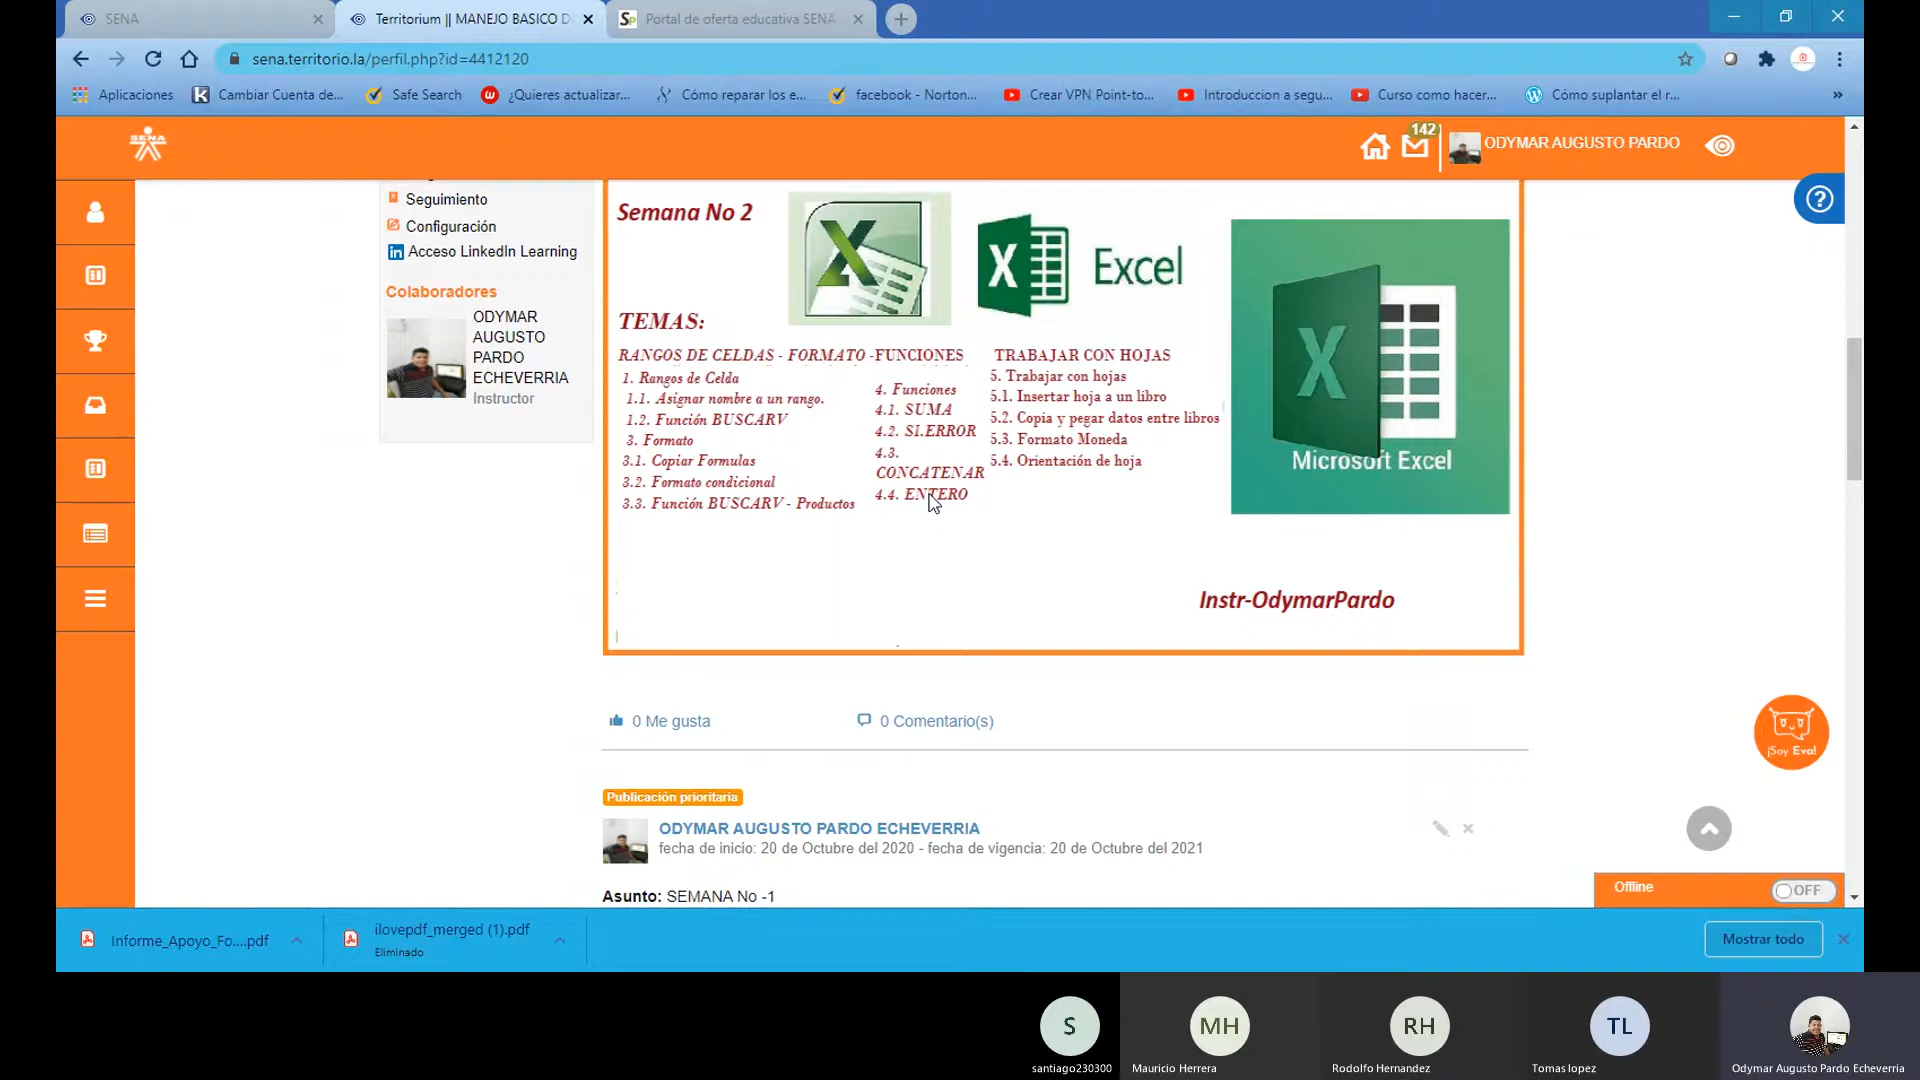 SENA
Territorium || MANEJO BASICO D
Portal de oferta educativa SENA
sena.territorio.la/perfil.php?id=4412120
Aplicaciones
Cambiar Cuenta de...
Safe Search
¿Quieres actualizar...
Cómo reparar los e...
facebook - Norton...
Crear VPN Point-to...
Introduccion a segu...
Curso como hacer...
Cómo suplantar el r...
SENA
142
ODYMAR AUGUSTO PARDO
Seguimiento
Configuración
Acceso LinkedIn Learning
Colaboradores
ODYMAR
AUGUSTO
PARDO
ECHEVERRIA
Instructor
Semana No 2
Excel
Microsoft Excel
TEMAS:
RANGOS DE CELDAS - FORMATO -FUNCIONES
1. Rangos de Celda
1.1. Asignar nombre a un rango.
1.2. Función BUSCARV
3. Formato
3.1. Copiar Formulas
3.2. Formato condicional
3.3. Función BUSCARV - Productos
4. Funciones
4.1. SUMA
4.2. SI.ERROR
4.3.
CONCATENAR
4.4. ENTERO
TRABAJAR CON HOJAS
5. Trabajar con hojas
5.1. Insertar hoja a un libro
5.2. Copia y pegar datos entre libros
5.3. Formato Moneda
5.4. Orientación de hoja
Instr-OdymarPardo
0 Me gusta
0 Comentario(s)
Publicación prioritaria
ODYMAR AUGUSTO PARDO ECHEVERRIA
fecha de inicio: 20 de Octubre del 2020 - fecha de vigencia: 20 de Octubre del 2021
Asunto: SEMANA No -1
¡Soy Eva!
Offline
OFF
Informe_Apoyo_Fo....pdf
ilovepdf_merged (1).pdf
Eliminado
Mostrar todo
S
MH
RH
TL
santiago230300
Mauricio Herrera
Rodolfo Hernandez
Tomas lopez
Odymar Augusto Pardo Echeverria